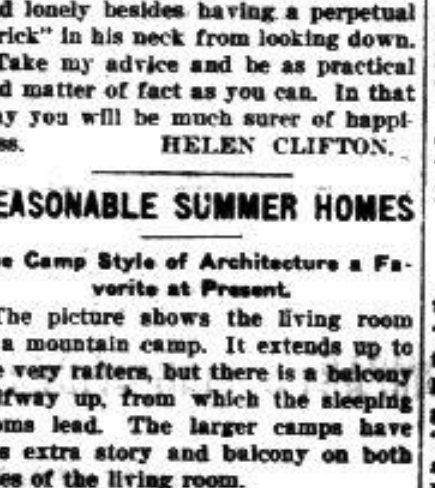 d lonely besides having a perpetual
rick" in his neck from looking down.
Take my advice and be as practical
d matter of fact as you can. In that
ay you will be much surer of happi-
ss.
HELEN CLIFTON.
EASONABLE SUMMER HOMES
e Camp Style of Architecture a Fa-
vorite at Present.
The picture shows the living room
a mountain camp. It extends up to
e very rafters, but there is a balcony
lfway up, from which the sleeping
oms lead. The larger camps have
s extra story and balcony on both
es of the living room.